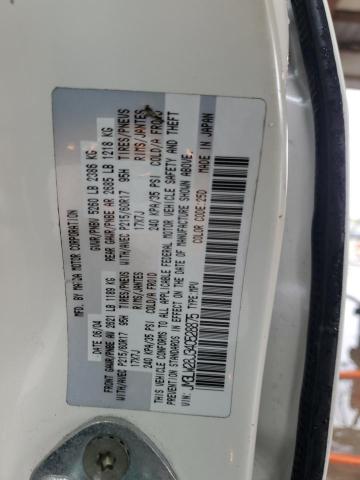 MFD. BY MAZDA MOTOR CORPORATION
DATE 06/04 GVWR/PNBV 5260 LB 2386 KG
FRONT GAWR/PNBE AV 2621 LB 1189 KG REAR GAWR/PNBE AR 2685 LB 1218 KG
WITH/AVEC P215/60R17 95H TIRES/PNEUS WITH/AVEC P215/60R17 95H TIRES/PNEUS
17X7J RIMS/JANTES 17X7J RIMS/JANTES
240 KPA/35 PSI COLD/A FROID 240 KPA/35 PSI COLD/A FROID
THIS VEHICLE CONFORMS TO ALL APPLICABLE FEDERAL MOTOR VEHICLE SAFETY AND THEFT
PREVENTION STANDARDS IN EFFECT ON THE DATE OF MANUFACTURE SHOWN ABOVE.
V.I.N.: JM3LW28J340528875 TYPE:MPV
COLOR CODE:25D MADE IN JAPAN